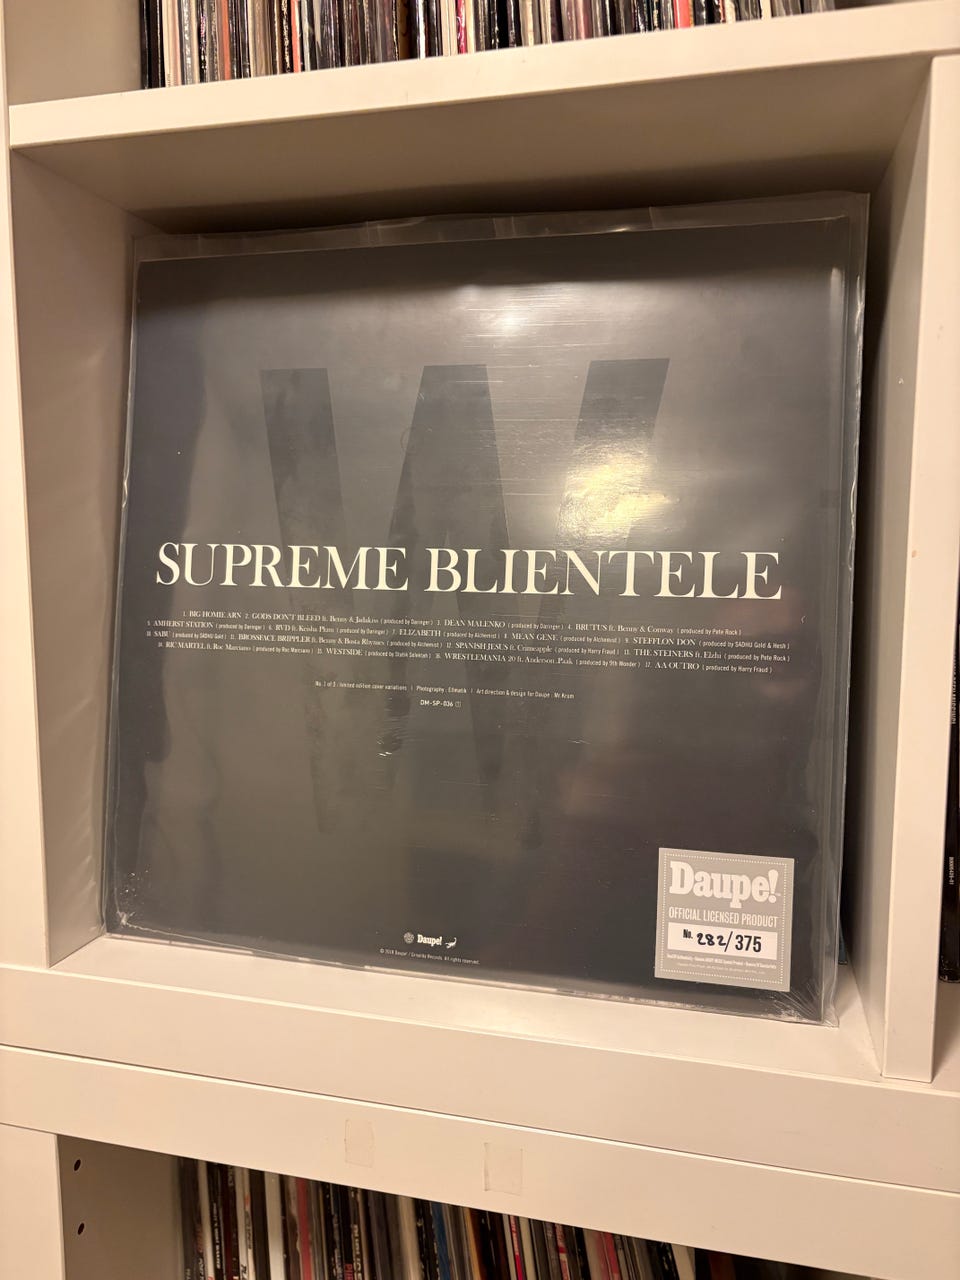 W
SUPREME BLIENTELE
1. BIG HOMIE ARN 2. GODS DON'T BLEED ft. Benny & Jadakiss ( produced by Daringer ) 3. DEAN MALENKO ( produced by Daringer ) 4. BRUTUS ft. Benny & Conway ( produced by Pete Rock )
5. AMHERST STATION ( produced by Daringer ) 6. RVD ft. Keisha Plum ( produced by Daringer ) 7. ELIZABETH ( produced by Alchemist ) 8. MEAN GENE ( produced by Alchemist ) 9. STEFFLON DON ( produced by SADHU Gold & Hesh )
10. SABU ( produced by SADHU Gold ) 11. BROSSFACE BRIPPLER ft. Benny & Busta Rhymes ( produced by Alchemist ) 12. SPANISH JESUS ft. Crimeapple ( produced by Harry Fraud ) 13. THE STEINERS ft. Elzhi ( produced by Pete Rock )
14. RIC MARTEL ft. Roc Marciano ( produced by Roc Marciano ) 15. WESTSIDE ( produced by Statik Selektah ) 16. WRESTLEMANIA 20 ft. Anderson .Paak ( produced by 9th Wonder ) 17. AA OUTRO ( produced by Harry Fraud )
No. 1 of 3 : limited edition cover variations | Photography : Ellmatik | Art direction & design for Daupe : Mr Krum
DM-SP-036
Daupe!
© 2018 Daupe! / Griselda Records. All rights reserved.
Daupe!
OFFICIAL LICENSED PRODUCT
No. 282/375